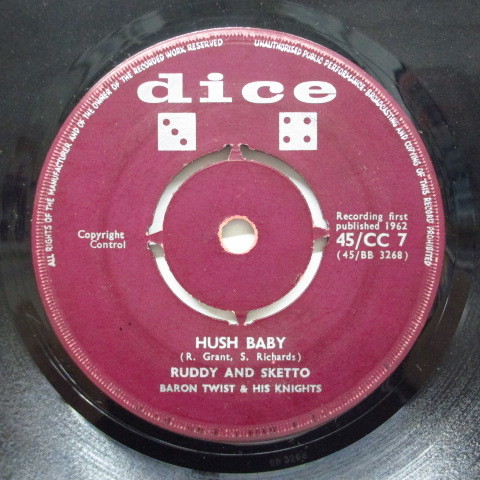 ALL RIGHTS OF THE MANUFACTURER AND OF THE OWNER OF THE RECORDED WORK RESERVED
UNAUTHORISED PUBLIC PERFORMANCE, BROADCASTING AND COPYING OF THIS RECORD PROHIBITED
dice
Copyright
Control
Recording first
published 1962
45/CC 7
(45/BB 3268)
HUSH BABY
(R. Grant, S. Richards)
RUDDY AND SKETTO
BARON TWIST & HIS KNIGHTS
BB 3268